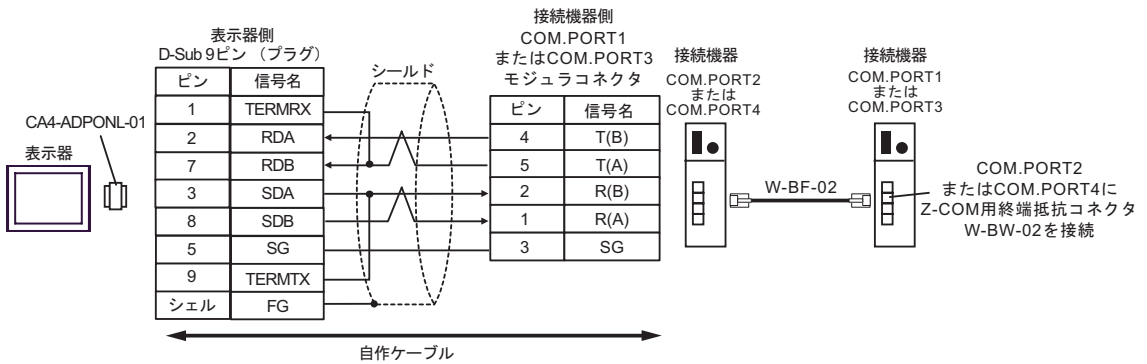 表示器側
D-Sub 9ピン （プラグ）
ピン 信号名
1 TERMRX
2 RDA
7 RDB
3 SDA
8 SDB
5 SG
9 TERMTX
シェル FG
CA4-ADPONL-01
表示器
シールド
接続機器側
COM.PORT1
またはCOM.PORT3
モジュラコネクタ
ピン 信号名
4 T(B)
5 T(A)
2 R(B)
1 R(A)
3 SG
自作ケーブル
接続機器
COM.PORT2
または
COM.PORT4
W-BF-02
接続機器
COM.PORT1
または
COM.PORT3
COM.PORT2
またはCOM.PORT4に
Z-COM用終端抵抗コネクタ
W-BW-02を接続